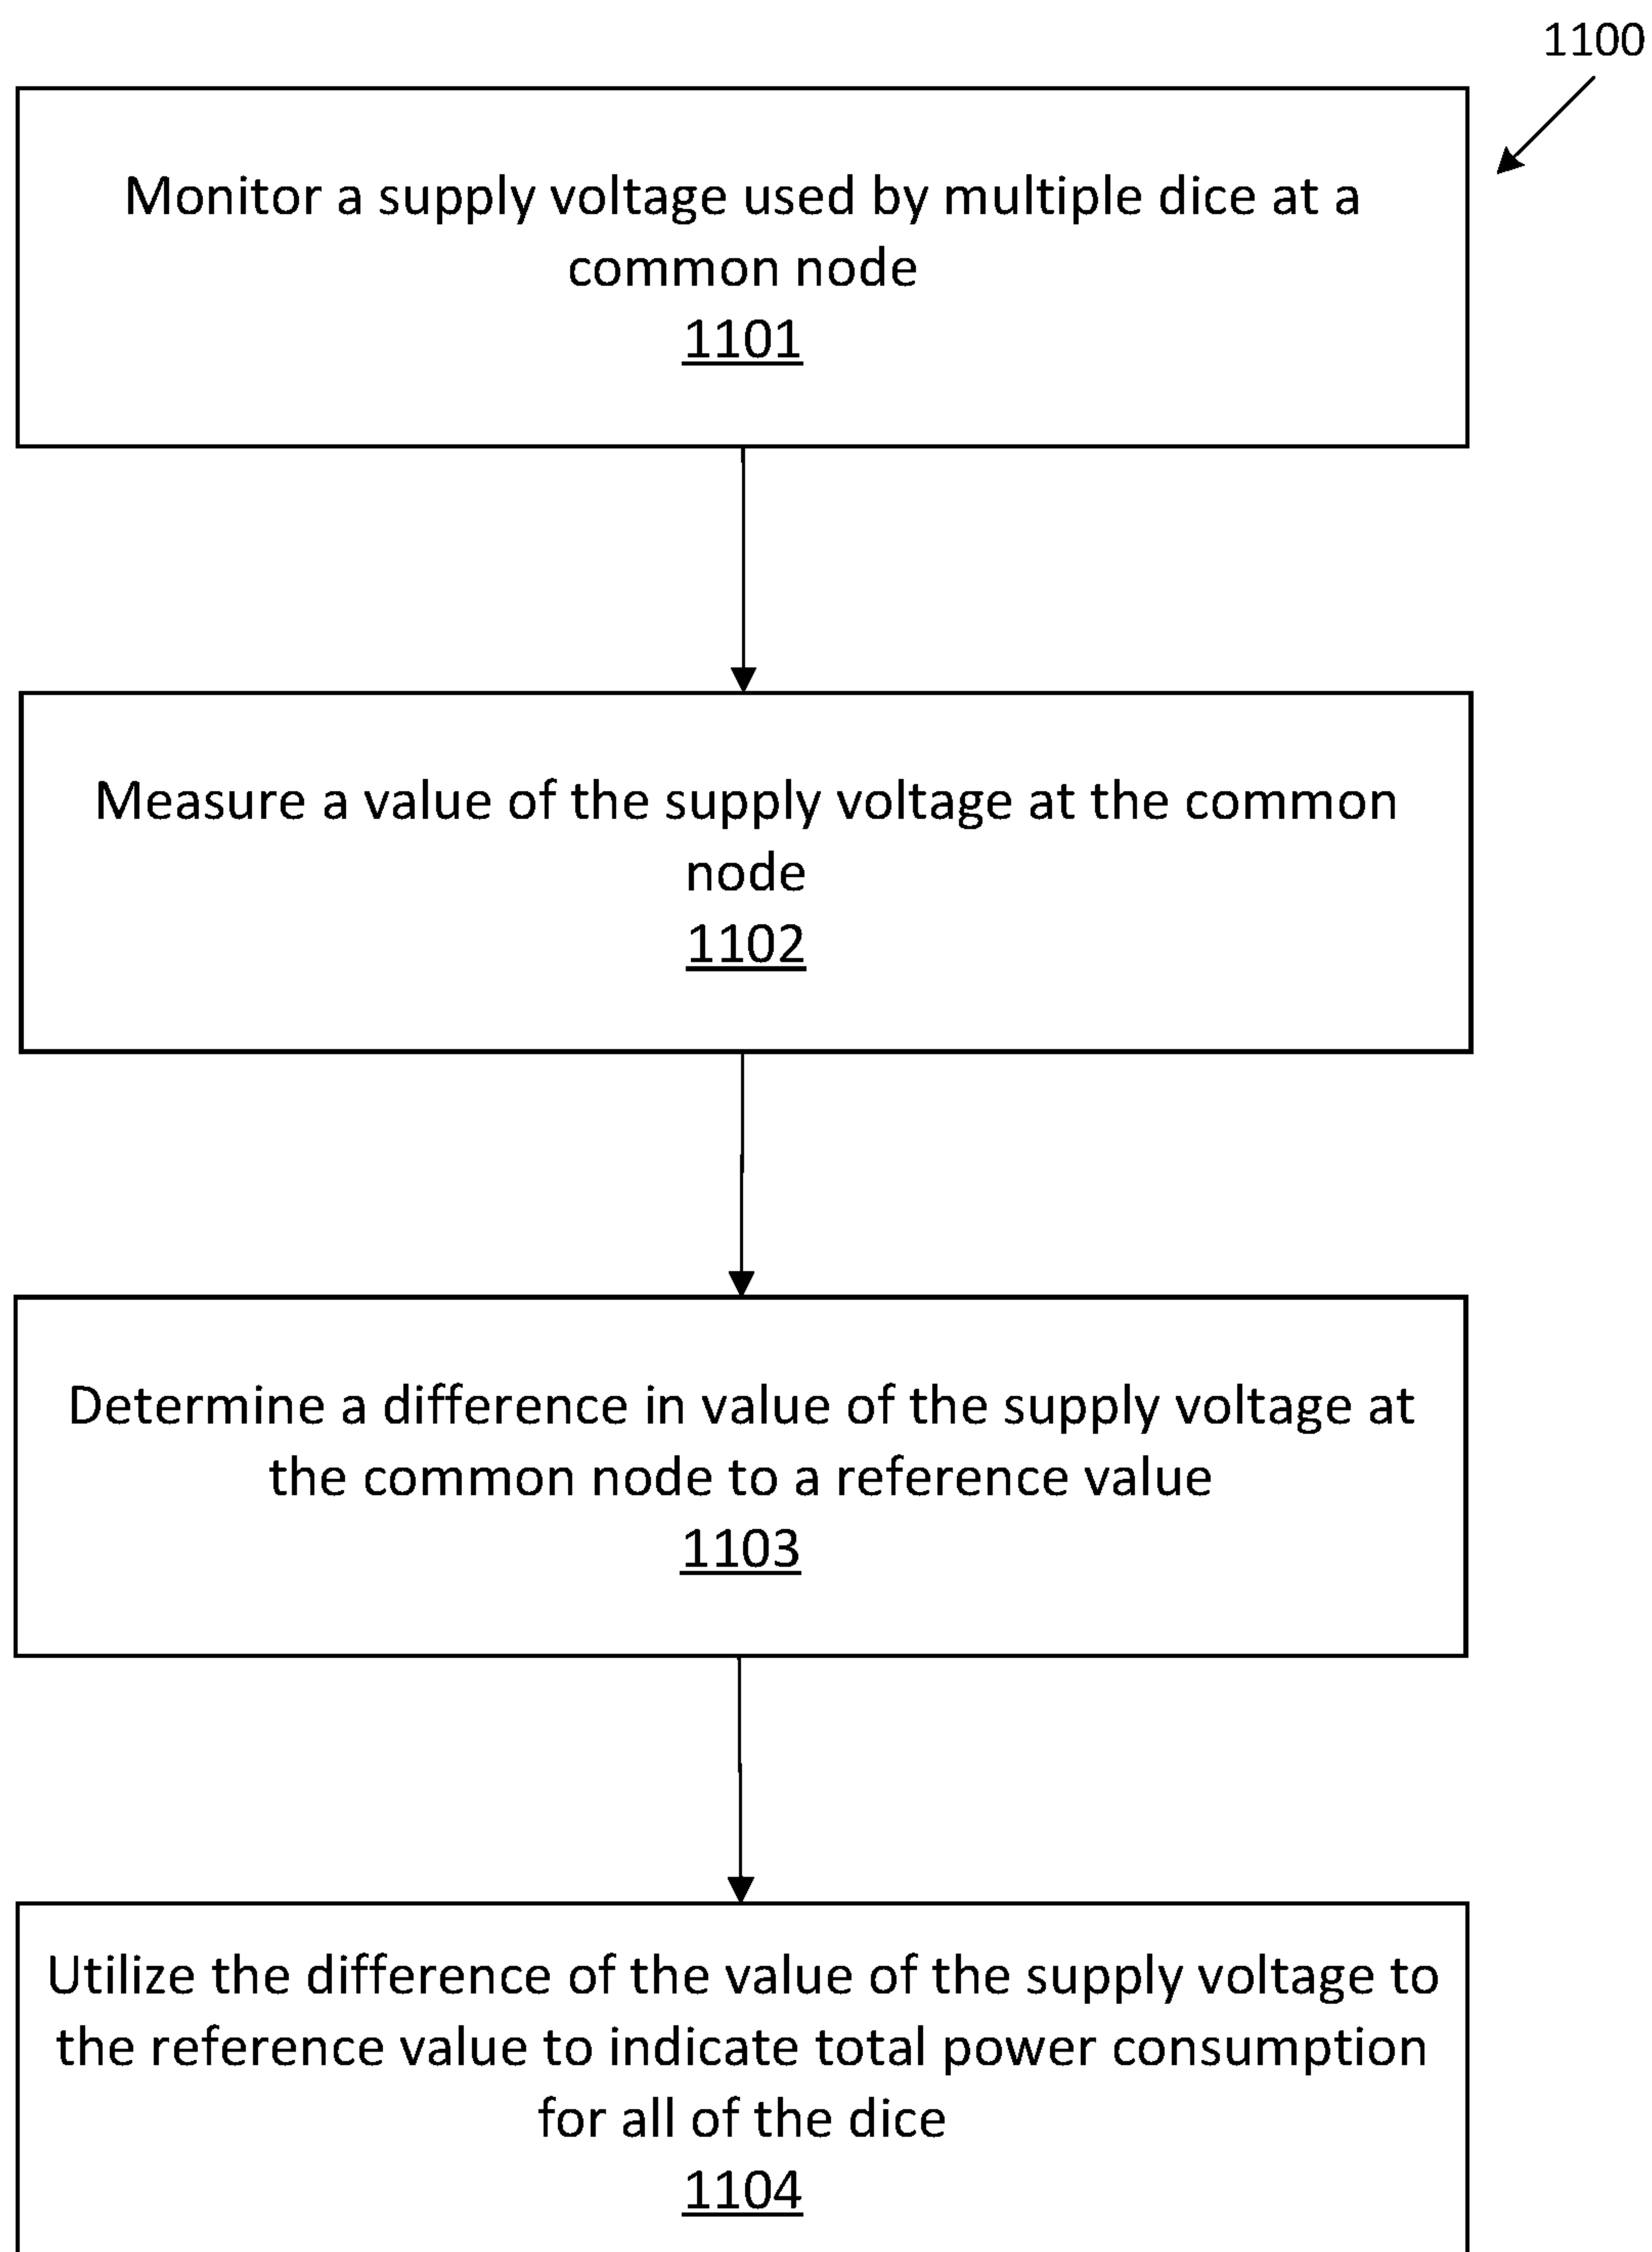 1100
Monitor a supply voltage used by multiple dice at a
common node
1101
Measure a value of the supply voltage at the common
node
1102
Determine a difference in value of the supply voltage at
the common node to a reference value
1103
Utilize the difference of the value of the supply voltage to
the reference value to indicate total power consumption
for all of the dice
1104